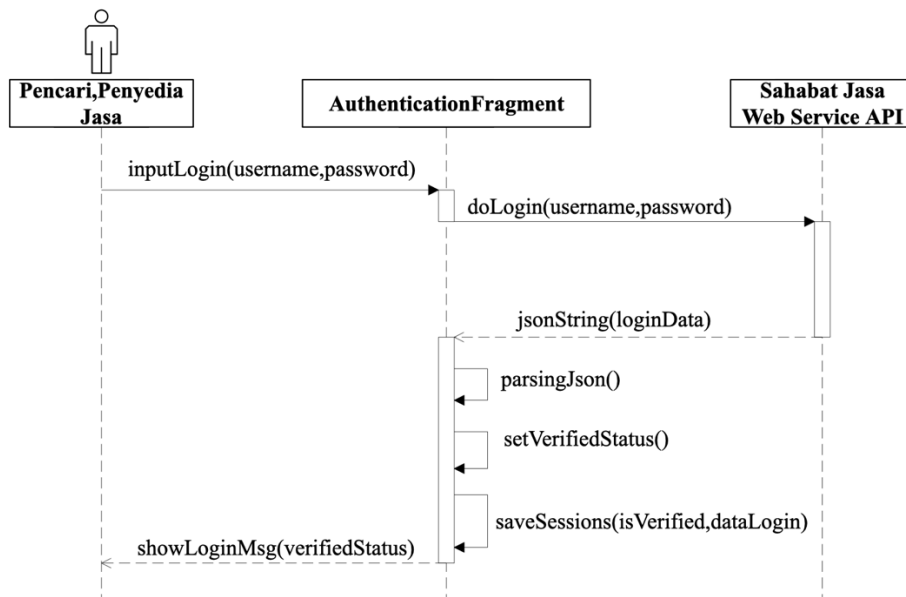 Pencari,Penyedia
Jasa
AuthenticationFragment
Sahabat Jasa
Web Service API
inputLogin(username,password)
doLogin(username,password)
jsonString(loginData)
parsingJson()
setVerifiedStatus()
saveSessions(isVerified,dataLogin)
showLoginMsg(verifiedStatus)